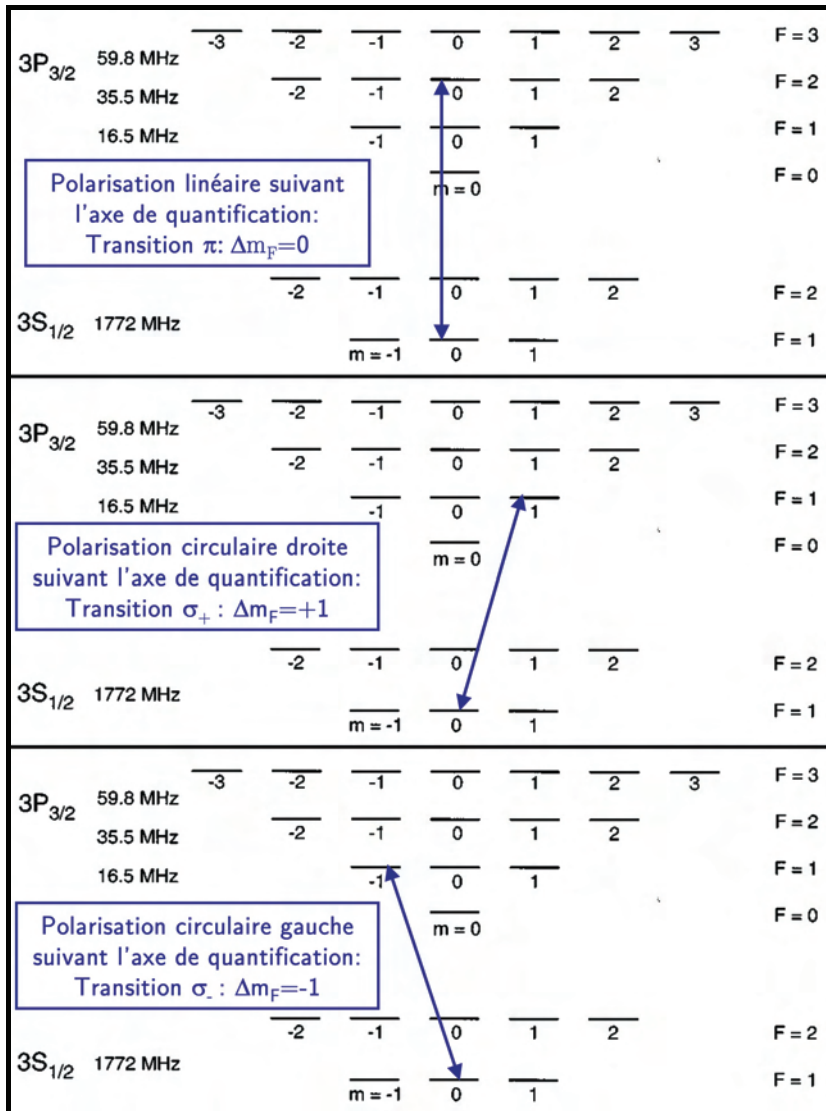 -3 -2 -1 0 1 2 3 F = 3
3P3/2 59.8 MHz
-2 -1 0 1 2 F = 2
35.5 MHz
16.5 MHz -1 0 1 F = 1
m = 0 F = 0
Polarisation linéaire suivant
l'axe de quantification:
Transition π: ΔmF=0
-2 -1 0 1 2 F = 2
3S1/2 1772 MHz
m = -1 0 1 F = 1
-3 -2 -1 0 1 2 3 F = 3
3P3/2 59.8 MHz
-2 -1 0 1 2 F = 2
35.5 MHz
16.5 MHz -1 0 1 F = 1
m = 0 F = 0
Polarisation circulaire droite
suivant l'axe de quantification:
Transition σ+ : ΔmF=+1
-2 -1 0 1 2 F = 2
3S1/2 1772 MHz
m = -1 0 1 F = 1
-3 -2 -1 0 1 2 3 F = 3
3P3/2 59.8 MHz
-2 -1 0 1 2 F = 2
35.5 MHz
16.5 MHz -1 0 1 F = 1
m = 0 F = 0
Polarisation circulaire gauche
suivant l'axe de quantification:
Transition σ- : ΔmF=-1
-2 -1 0 1 2 F = 2
3S1/2 1772 MHz
m = -1 0 1 F = 1